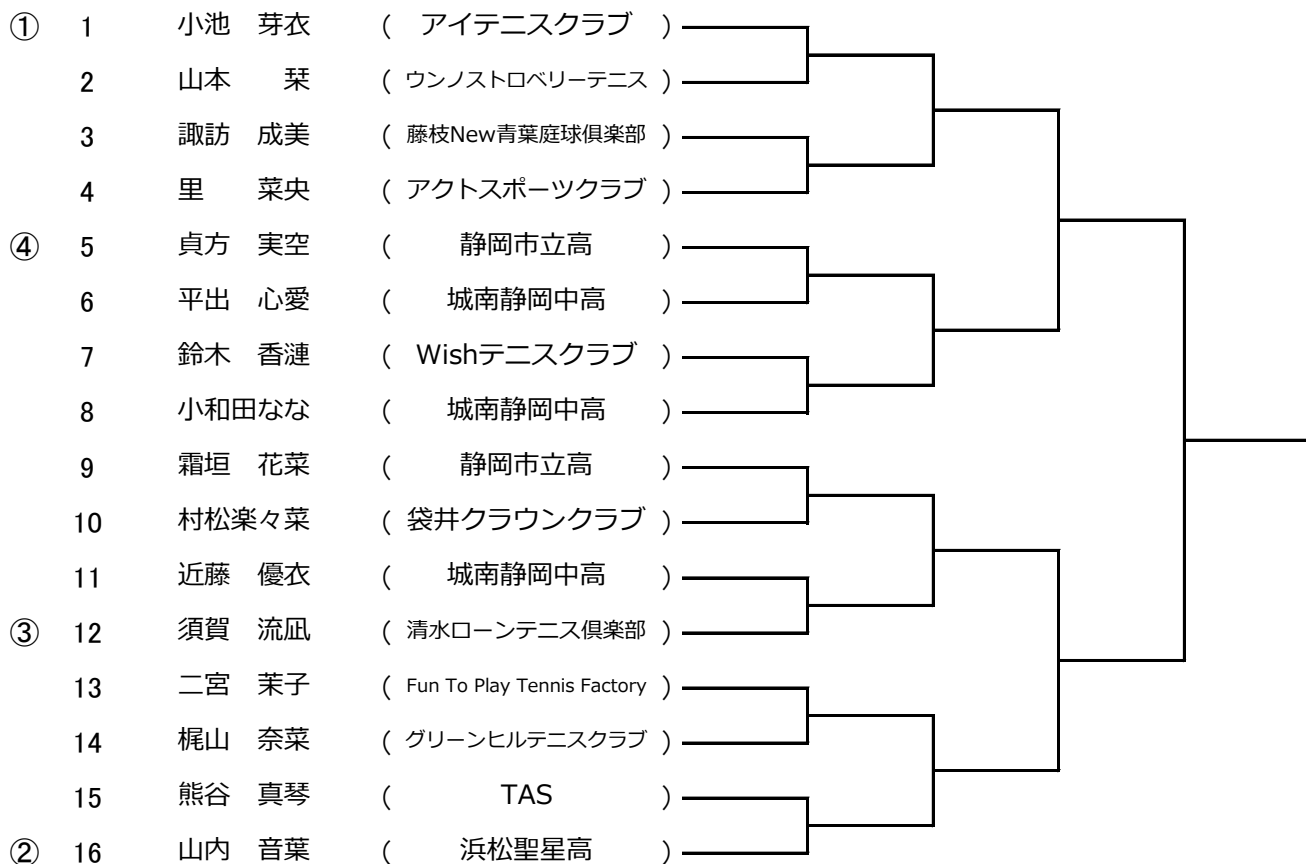 ① 1 小池 芽衣 ( アイテニスクラブ )
2 山本 栞 ( ウンノストロベリーテニス )
3 諏訪 成美 ( 藤枝New青葉庭球倶楽部 )
4 里 菜央 ( アクトスポーツクラブ )
④ 5 貞方 実空 ( 静岡市立高 )
6 平出 心愛 ( 城南静岡中高 )
7 鈴木 香漣 ( Wishテニスクラブ )
8 小和田なな ( 城南静岡中高 )
9 霜垣 花菜 ( 静岡市立高 )
10 村松楽々菜 ( 袋井クラウンクラブ )
11 近藤 優衣 ( 城南静岡中高 )
③ 12 須賀 流凪 ( 清水ローンテニス倶楽部 )
13 二宮 茉子 ( Fun To Play Tennis Factory )
14 梶山 奈菜 ( グリーンヒルテニスクラブ )
15 熊谷 真琴 ( TAS )
② 16 山内 音葉 ( 浜松聖星高 )